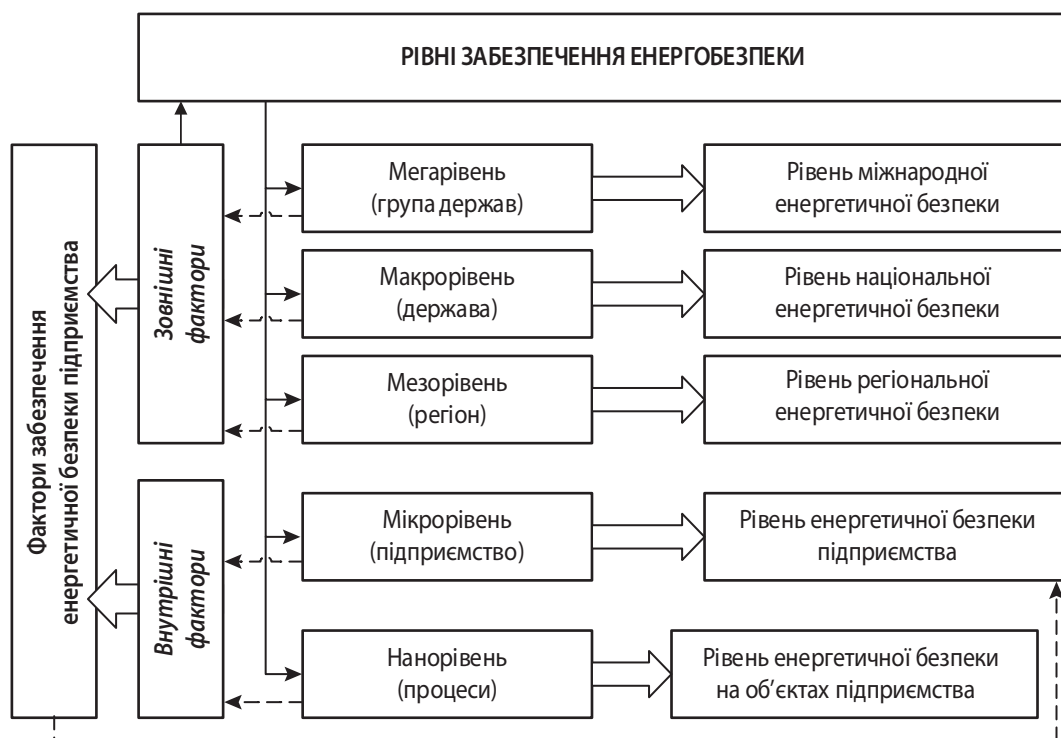 РІВНІ ЗАБЕЗПЕЧЕННЯ ЕНЕРГОБЕЗПЕКИ
Фактори забезпечення
енергетичної безпеки підприємства
Зовнішні
фактори
Мегарівень
(група держав)
Рівень міжнародної
енергетичної безпеки
Макрорівень
(держава)
Рівень національної
енергетичної безпеки
Мезорівень
(регіон)
Рівень регіональної
енергетичної безпеки
Внутрішні
фактори
Мікрорівень
(підприємство)
Рівень енергетичної безпеки
підприємства
Нанорівень
(процеси)
Рівень енергетичної безпеки
на об’єктах підприємства